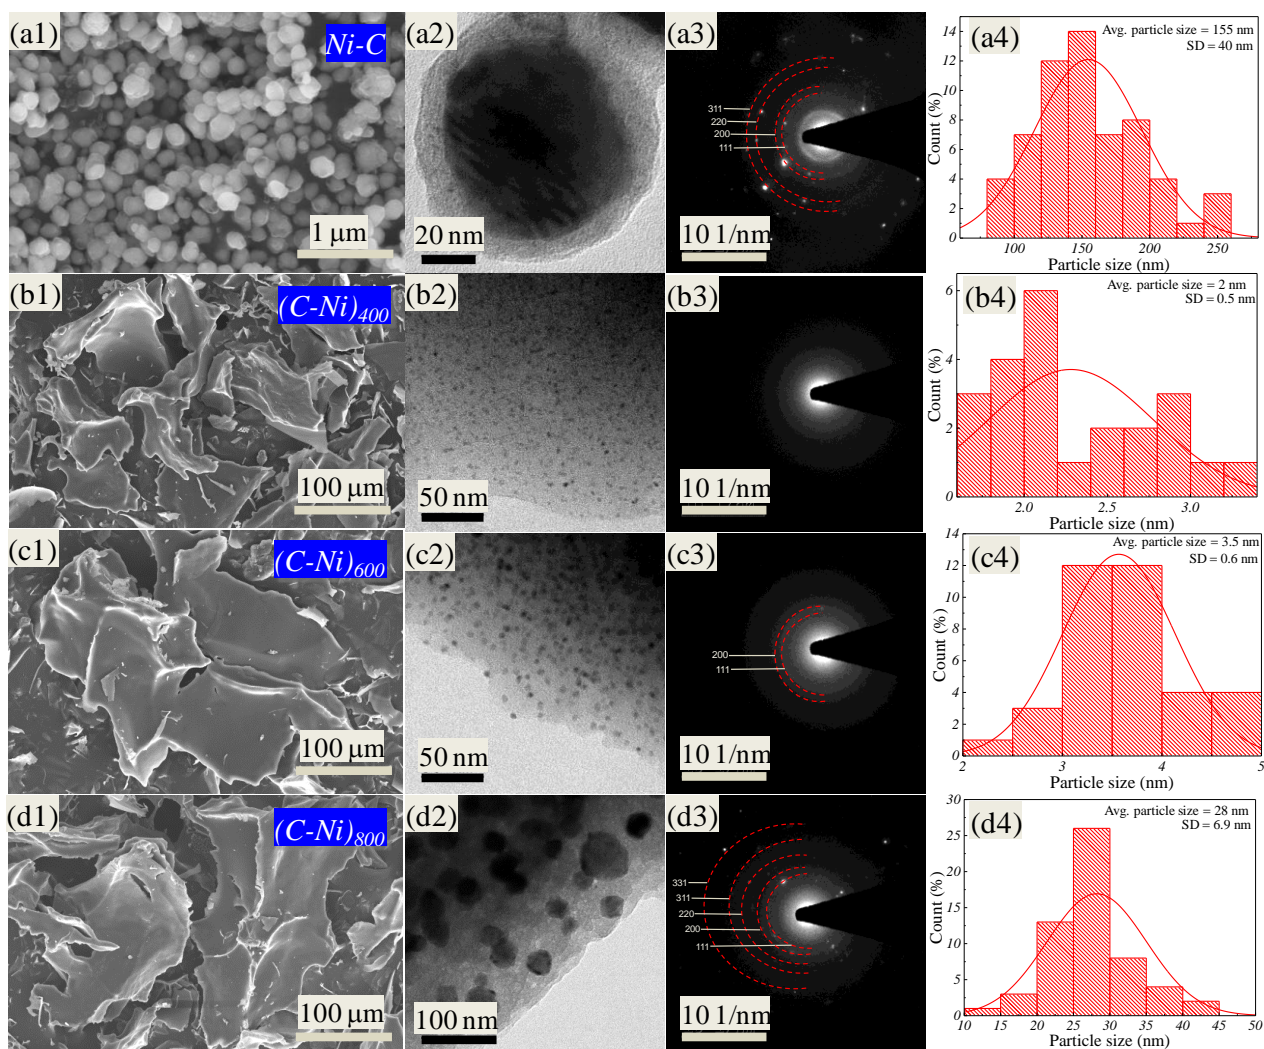 (a1)
Ni-C
1 μm
(a2)
20 nm
(a3)
311
220
200
111
10 1/nm
(a4)
Avg. particle size = 155 nm
SD = 40 nm
Count (%)
14
12
10
8
6
4
2
0
100 150 200 250
Particle size (nm)
(b1)
(C-Ni)400
100 μm
(b2)
50 nm
(b3)
10 1/nm
(b4)
Avg. particle size = 2 nm
SD = 0.5 nm
Count (%)
6
4
2
0
2.0 2.5 3.0
Particle size (nm)
(c1)
(C-Ni)600
100 μm
(c2)
50 nm
(c3)
200
111
10 1/nm
(c4)
Avg. particle size = 3.5 nm
SD = 0.6 nm
Count (%)
14
12
10
8
6
4
2
0
2 3 4 5
Particle size (nm)
(d1)
(C-Ni)800
100 μm
(d2)
100 nm
(d3)
331
311
220
200
111
10 1/nm
(d4)
Avg. particle size = 28 nm
SD = 6.9 nm
Count (%)
30
25
20
15
10
5
0
10 15 20 25 30 35 40 45 50
Particle size (nm)